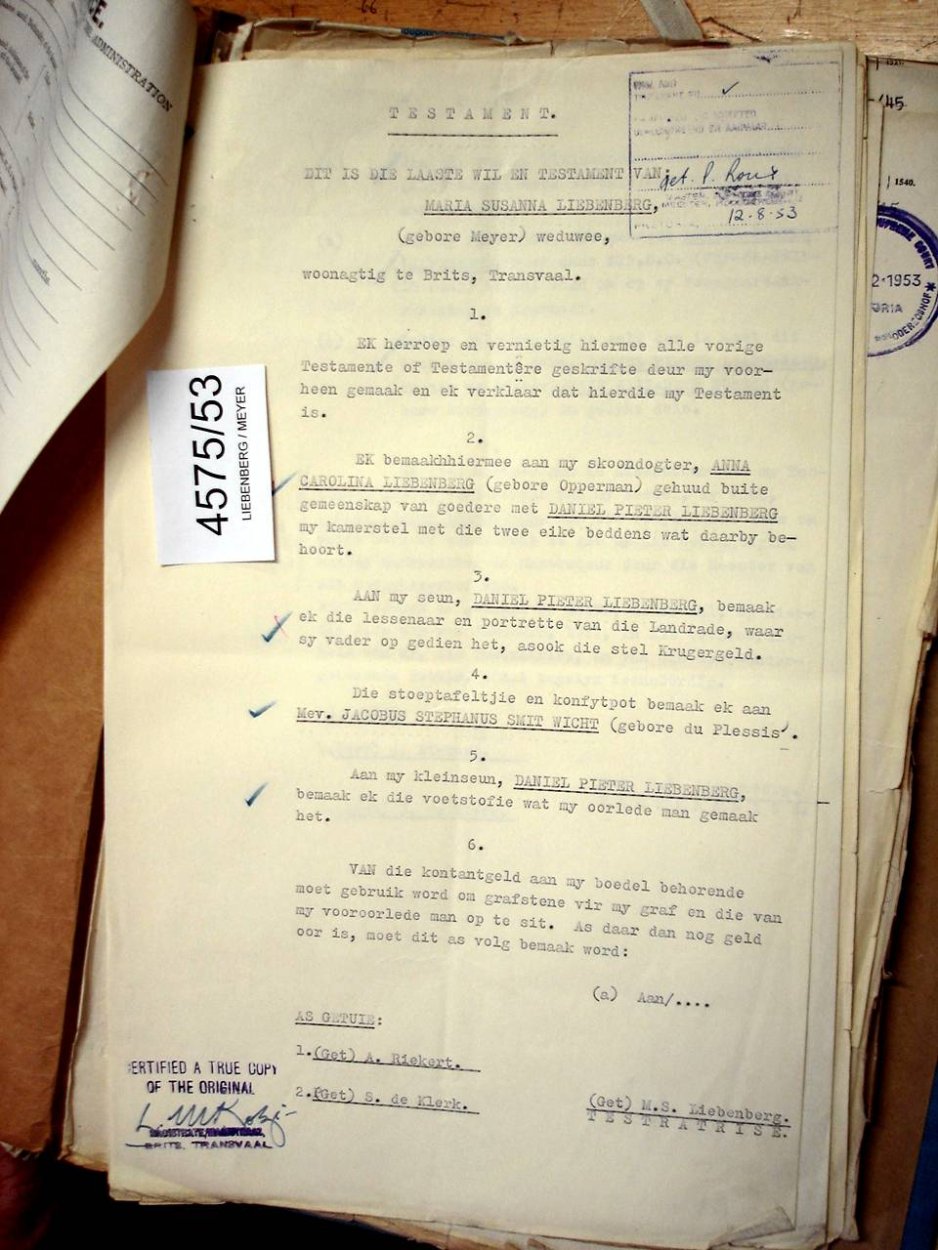 ADMINISTRATION
TESTAMENT.
DIT IS DIE LAASTE WIL EN TESTAMENT VAN:
MARIA SUSANNA LIEBENBERG,
(gebore Meyer) weduwee,
woonagtig te Brits, Transvaal.
get. P. Roux
12-8-53
'45.
1540.
2·1953
1.
EK herroep en vernietig hiermee alle vorige
Testamente of Testamentêre geskrifte deur my voor-
heen gemaak en ek verklaar dat hierdie my Testament
is.
4575/53
LIEBENBERG / MEYER
2.
EK bemaakhhiermee aan my skoondogter, ANNA
CAROLINA LIEBENBERG (gebore Opperman) gehuud buite
gemeenskap van goedere met DANIEL PIETER LIEBENBERG
my kamerstel met die twee eike beddens wat daarby be-
hoort.
3.
AAN my seun, DANIEL PIETER LIEBENBERG, bemaak
ek die lessenaar en portrette van die Landrade, waar
sy vader op gedien het, asook die stel Krugergeld.
4.
Die stoeptafeltjie en konfytpot bemaak ek aan
Mev. JACOBUS STEPHANUS SMIT WICHT (gebore du Plessis).
5.
Aan my kleinseun, DANIEL PIETER LIEBENBERG,
bemaak ek die voetstofie wat my oorlede man gemaak
het.
6.
VAN die kontantgeld aan my boedel behorende
moet gebruik word om grafstene vir my graf en die van
my vooroorlede man op te sit. As daar dan nog geld
oor is, moet dit as volg bemaak word:
(a) Aan/....
AS GETUIE:
1.(Get) A. Riekert.
2.(Get) S. de Klerk.
(Get) M.S. Liebenberg.
TESTRATRISE.
CERTIFIED A TRUE COPY
OF THE ORIGINAL
BRITS, TRANSVAAL